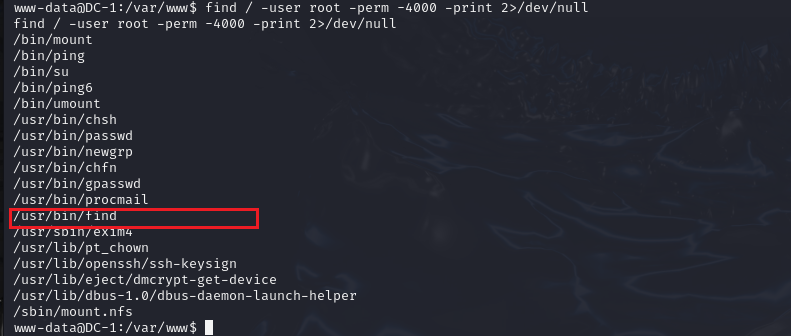 www-data@DC-1:/var/www$ find / -user root -perm -4000 -print 2>/dev/null
find / -user root -perm -4000 -print 2>/dev/null
/bin/mount
/bin/ping
/bin/su
/bin/ping6
/bin/umount
/usr/bin/chsh
/usr/bin/passwd
/usr/bin/newgrp
/usr/bin/chfn
/usr/bin/gpasswd
/usr/bin/procmail
/usr/bin/find
/usr/sbin/exim4
/usr/lib/pt_chown
/usr/lib/openssh/ssh-keysign
/usr/lib/eject/dmcrypt-get-device
/usr/lib/dbus-1.0/dbus-daemon-launch-helper
/sbin/mount.nfs
www-data@DC-1:/var/www$